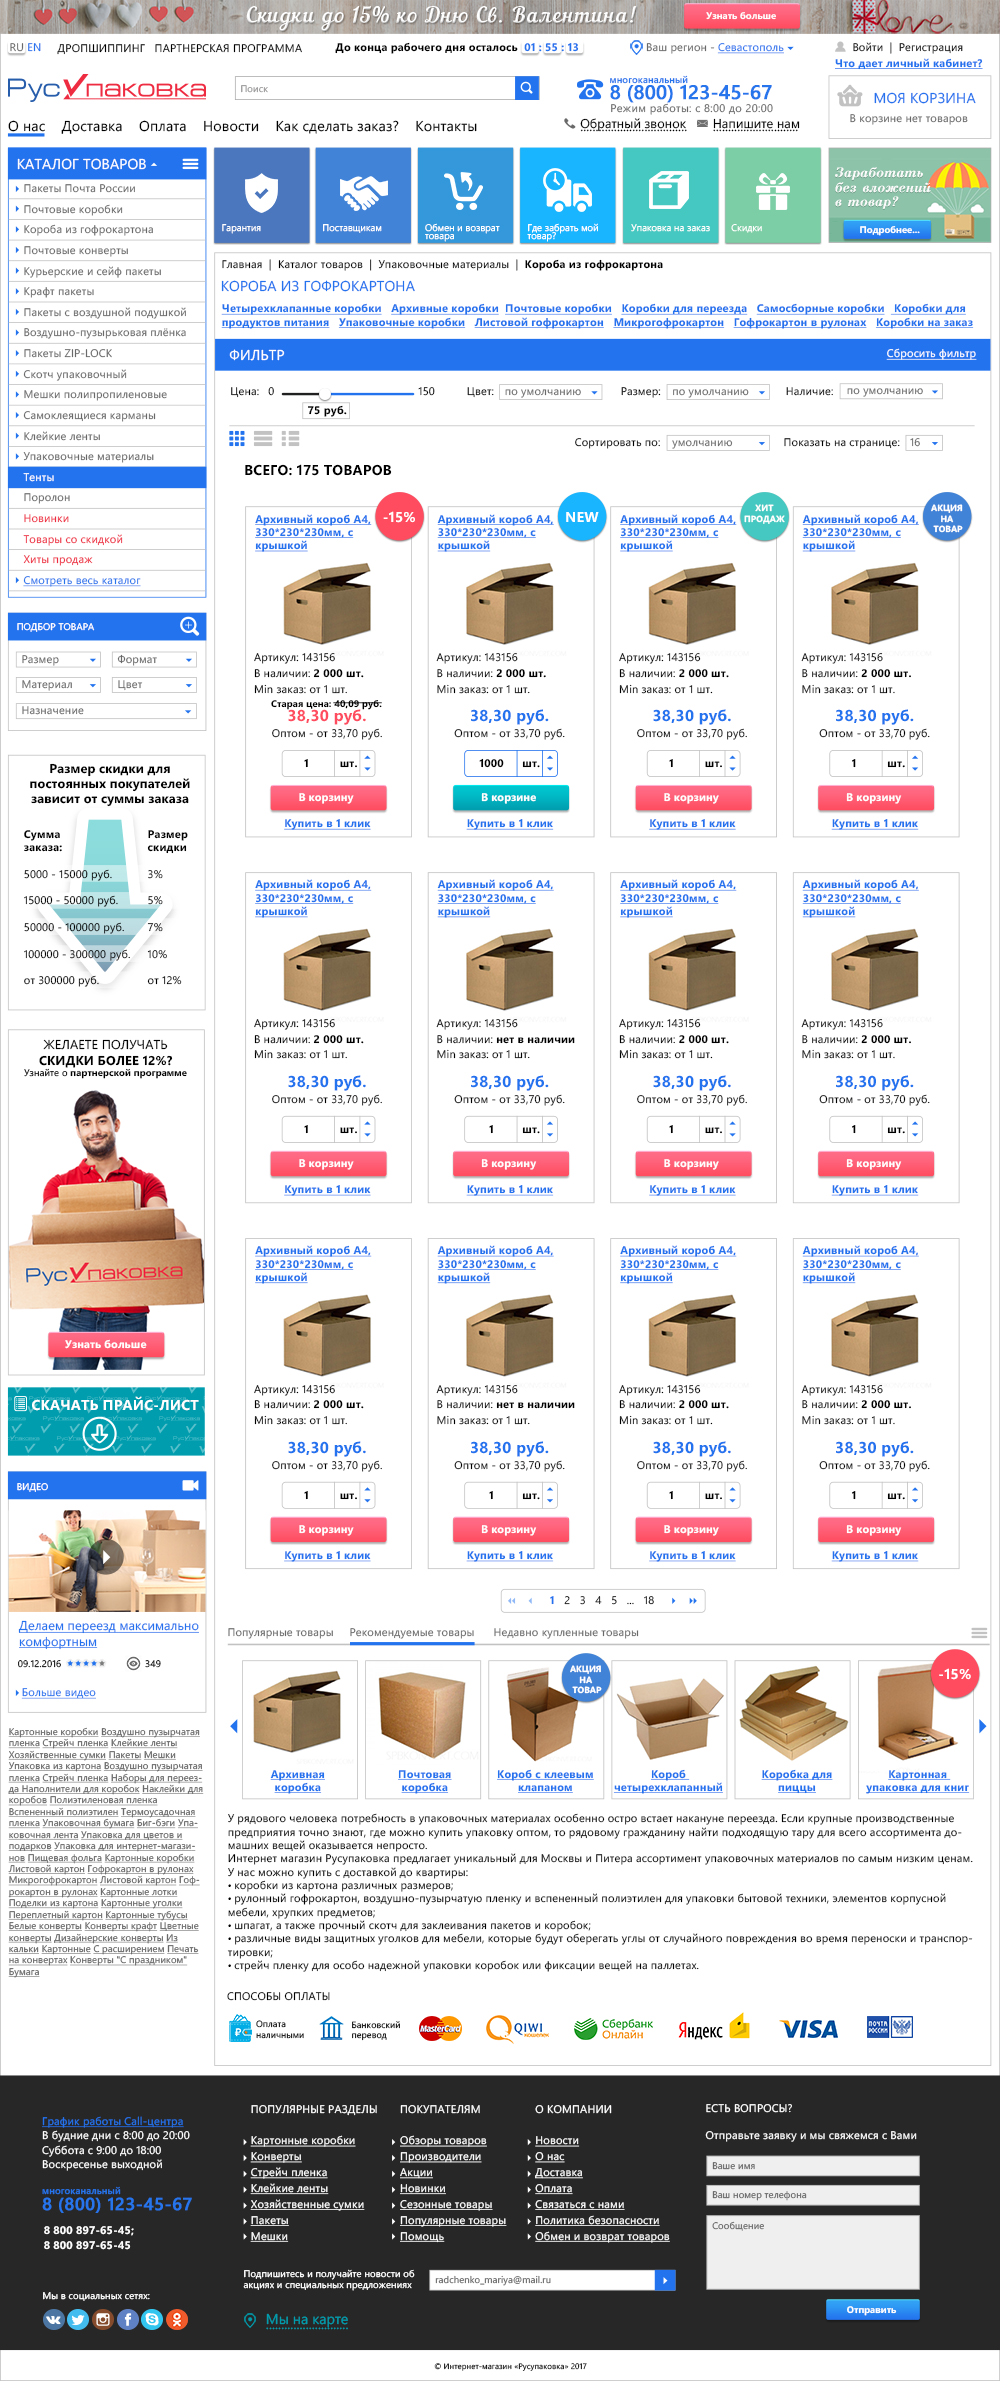 Скидки до 15% ко Дню Св. Валентина!
Узнать больше
love
RU EN
ДРОПШИППИНГ ПАРТНЕРСКАЯ ПРОГРАММА
До конца рабочего дня осталось 01 : 55 : 13
Ваш регион - Севастополь
Войти | Регистрация
Что дает личный кабинет?
РусУпаковка
Поиск
многоканальный
8 (800) 123-45-67
Режим работы: с 8:00 до 20:00
Обратный звонок
Напишите нам
МОЯ КОРЗИНА
В корзине нет товаров
О нас Доставка Оплата Новости Как сделать заказ? Контакты
КАТАЛОГ ТОВАРОВ
Пакеты Почта России
Почтовые коробки
Короба из гофрокартона
Почтовые конверты
Курьерские и сейф пакеты
Крафт пакеты
Пакеты с воздушной подушкой
Воздушно-пузырьковая плёнка
Пакеты ZIP-LOCK
Скотч упаковочный
Мешки полипропиленовые
Самоклеящиеся карманы
Клейкие ленты
Упаковочные материалы
Тенты
Поролон
Новинки
Товары со скидкой
Хиты продаж
Смотреть весь каталог
ПОДБОР ТОВАРА
Размер Формат
Материал Цвет
Назначение
Размер скидки для
постоянных покупателей
зависит от суммы заказа
Сумма заказа: Размер скидки
5000 - 15000 руб. 3%
15000 - 50000 руб. 5%
50000 - 100000 руб. 7%
100000 - 300000 руб. 10%
от 300000 руб. от 12%
ЖЕЛАЕТЕ ПОЛУЧАТЬ
СКИДКИ БОЛЕЕ 12%?
Узнайте о партнерской программе
РусУпаковка
Узнать больше
СКАЧАТЬ ПРАЙС-ЛИСТ
ВИДЕО
Делаем переезд максимально
комфортным
09.12.2016 349
Больше видео
Картонные коробки Воздушно пузырчатая
пленка Стрейч пленка Клейкие ленты
Хозяйственные сумки Пакеты Мешки
Упаковка из картона Воздушно пузырчатая
пленка Стрейч пленка Наборы для переез-
да Наполнители для коробок Наклейки для
коробов Полиэтиленовая пленка
Вспененный полиэтилен Термоусадочная
пленка Упаковочная бумага Биг-бэги Упа-
ковочная лента Упаковка для цветов и
подарков Упаковка для интернет-магази-
нов Пищевая фольга Картонные коробки
Листовой картон Гофрокартон в рулонах
Микрогофрокартон Листовой картон Гоф-
рокартон в рулонах Картонные лотки
Поделки из картона Картонные уголки
Переплетный картон Картонные тубусы
Белые конверты Конверты крафт Цветные
конверты Дизайнерские конверты Из
кальки Картонные С расширением Печать
на конвертах Конверты "С праздником"
Бумага
Гарантия
Поставщикам
Обмен и возврат
товара
Где забрать мой
товар?
Упаковка на заказ
Скидки
Заработать
без вложений
в товар?
Подробнее...
Главная | Каталог товаров | Упаковочные материалы | Короба из гофрокартона
КОРОБА ИЗ ГОФРОКАРТОНА
Четырехклапанные коробки Архивные коробки Почтовые коробки Коробки для переезда Самосборные коробки Коробки для
продуктов питания Упаковочные коробки Листовой гофрокартон Микрогофрокартон Гофрокартон в рулонах Коробки на заказ
ФИЛЬТР
Сбросить фильтр
Цена: 0 150
75 руб.
Цвет: по умолчанию
Размер: по умолчанию
Наличие: по умолчанию
Сортировать по: умолчанию
Показать на странице: 16
ВСЕГО: 175 ТОВАРОВ
-15%
Архивный короб А4,
330*230*230мм, с
крышкой
Артикул: 143156
В наличии: 2 000 шт.
Min заказ: от 1 шт.
Старая цена: 40,09 руб.
38,30 руб.
Оптом - от 33,70 руб.
1 шт.
В корзину
Купить в 1 клик
NEW
Архивный короб А4,
330*230*230мм, с
крышкой
Артикул: 143156
В наличии: 2 000 шт.
Min заказ: от 1 шт.
38,30 руб.
Оптом - от 33,70 руб.
1000 шт.
В корзине
Купить в 1 клик
ХИТ
ПРОДАЖ
Архивный короб А4,
330*230*230мм, с
крышкой
Артикул: 143156
В наличии: 2 000 шт.
Min заказ: от 1 шт.
38,30 руб.
Оптом - от 33,70 руб.
1 шт.
В корзину
Купить в 1 клик
АКЦИЯ
НА
ТОВАР
Архивный короб А4,
330*230*230мм, с
крышкой
Артикул: 143156
В наличии: 2 000 шт.
Min заказ: от 1 шт.
38,30 руб.
Оптом - от 33,70 руб.
1 шт.
В корзину
Купить в 1 клик
Архивный короб А4,
330*230*230мм, с
крышкой
Артикул: 143156
В наличии: 2 000 шт.
Min заказ: от 1 шт.
38,30 руб.
Оптом - от 33,70 руб.
1 шт.
В корзину
Купить в 1 клик
Архивный короб А4,
330*230*230мм, с
крышкой
Артикул: 143156
В наличии: нет в наличии
Min заказ: от 1 шт.
38,30 руб.
Оптом - от 33,70 руб.
1 шт.
В корзину
Купить в 1 клик
Архивный короб А4,
330*230*230мм, с
крышкой
Артикул: 143156
В наличии: 2 000 шт.
Min заказ: от 1 шт.
38,30 руб.
Оптом - от 33,70 руб.
1 шт.
В корзину
Купить в 1 клик
Архивный короб А4,
330*230*230мм, с
крышкой
Артикул: 143156
В наличии: 2 000 шт.
Min заказ: от 1 шт.
38,30 руб.
Оптом - от 33,70 руб.
1 шт.
В корзину
Купить в 1 клик
Архивный короб А4,
330*230*230мм, с
крышкой
Артикул: 143156
В наличии: 2 000 шт.
Min заказ: от 1 шт.
38,30 руб.
Оптом - от 33,70 руб.
1 шт.
В корзину
Купить в 1 клик
Архивный короб А4,
330*230*230мм, с
крышкой
Артикул: 143156
В наличии: нет в наличии
Min заказ: от 1 шт.
38,30 руб.
Оптом - от 33,70 руб.
1 шт.
В корзину
Купить в 1 клик
Архивный короб А4,
330*230*230мм, с
крышкой
Артикул: 143156
В наличии: 2 000 шт.
Min заказ: от 1 шт.
38,30 руб.
Оптом - от 33,70 руб.
1 шт.
В корзину
Купить в 1 клик
Архивный короб А4,
330*230*230мм, с
крышкой
Артикул: 143156
В наличии: 2 000 шт.
Min заказ: от 1 шт.
38,30 руб.
Оптом - от 33,70 руб.
1 шт.
В корзину
Купить в 1 клик
1 2 3 4 5 ... 18
Популярные товары Рекомендуемые товары Недавно купленные товары
Архивная
коробка
Почтовая
коробка
АКЦИЯ
НА
ТОВАР
Короб с клеевым
клапаном
Короб
четырехклапанный
Коробка для
пиццы
-15%
Картонная
упаковка для книг
У рядового человека потребность в упаковочных материалах особенно остро встает накануне переезда. Если крупные производственные
предприятия точно знают, где можно купить упаковку оптом, то рядовому гражданину найти подходящую тару для всего ассортимента до-
машних вещей оказывается непросто.
Интернет магазин Русупаковка предлагает уникальный для Москвы и Питера ассортимент упаковочных материалов по самым низким ценам.
У нас можно купить с доставкой до квартиры:
• коробки из картона различных размеров;
• рулонный гофрокартон, воздушно-пузырчатую пленку и вспененный полиэтилен для упаковки бытовой техники, элементов корпусной
мебели, хрупких предметов;
• шпагат, а также прочный скотч для заклеивания пакетов и коробок;
• различные виды защитных уголков для мебели, которые будут оберегать углы от случайного повреждения во время переноски и транспор-
тировки;
• стрейч пленку для особо надежной упаковки коробок или фиксации вещей на паллетах.
СПОСОБЫ ОПЛАТЫ
Оплата
наличными
Банковский
перевод
MasterCard
QIWI
КОШЕЛЕК
Сбербанк
Онлайн
Яндекс
VISA
ПОЧТА
РОССИИ
График работы Call-центра
В будние дни с 8:00 до 20:00
Суббота с 9:00 до 18:00
Воскресенье выходной
многоканальный
8 (800) 123-45-67
8 800 897-65-45;
8 800 897-65-45
Мы в социальных сетях:
ПОПУЛЯРНЫЕ РАЗДЕЛЫ
Картонные коробки
Конверты
Стрейч пленка
Клейкие ленты
Хозяйственные сумки
Пакеты
Мешки
ПОКУПАТЕЛЯМ
Обзоры товаров
Производители
Акции
Новинки
Сезонные товары
Популярные товары
Помощь
О КОМПАНИИ
Новости
О нас
Доставка
Оплата
Связаться с нами
Политика безопасности
Обмен и возврат товаров
Подпишитесь и получайте новости об
акциях и специальных предложениях
radchenko_mariya@mail.ru
Мы на карте
ЕСТЬ ВОПРОСЫ?
Отправьте заявку и мы свяжемся с Вами
Ваше имя
Ваш номер телефона
Сообщение
Отправить
© Интернет-магазин «Русупаковка» 2017